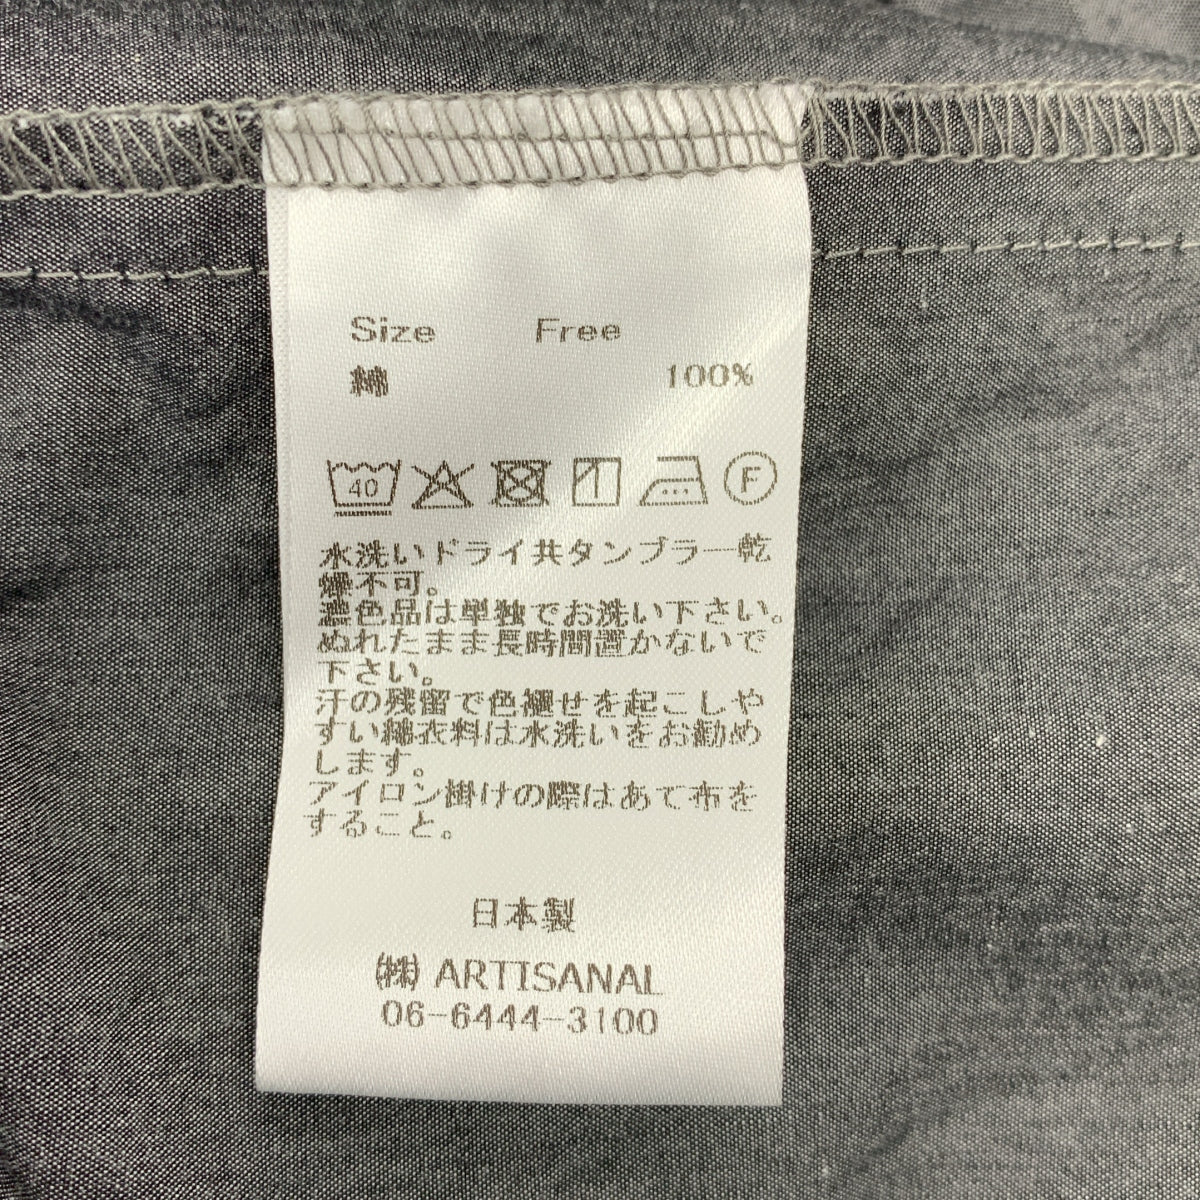 Size Free
綿 100%
40 F
水洗いドライ共タンブラー乾
燥不可。
濃色品は単独でお洗い下さい。
ぬれたまま長時間置かないで
下さい。
汗の残留で色褪せを起こしや
すい綿衣料は水洗いをお勧め
します。
アイロン掛けの際はあて布を
すること。
日本製
㈱ ARTISANAL
06-6444-3100